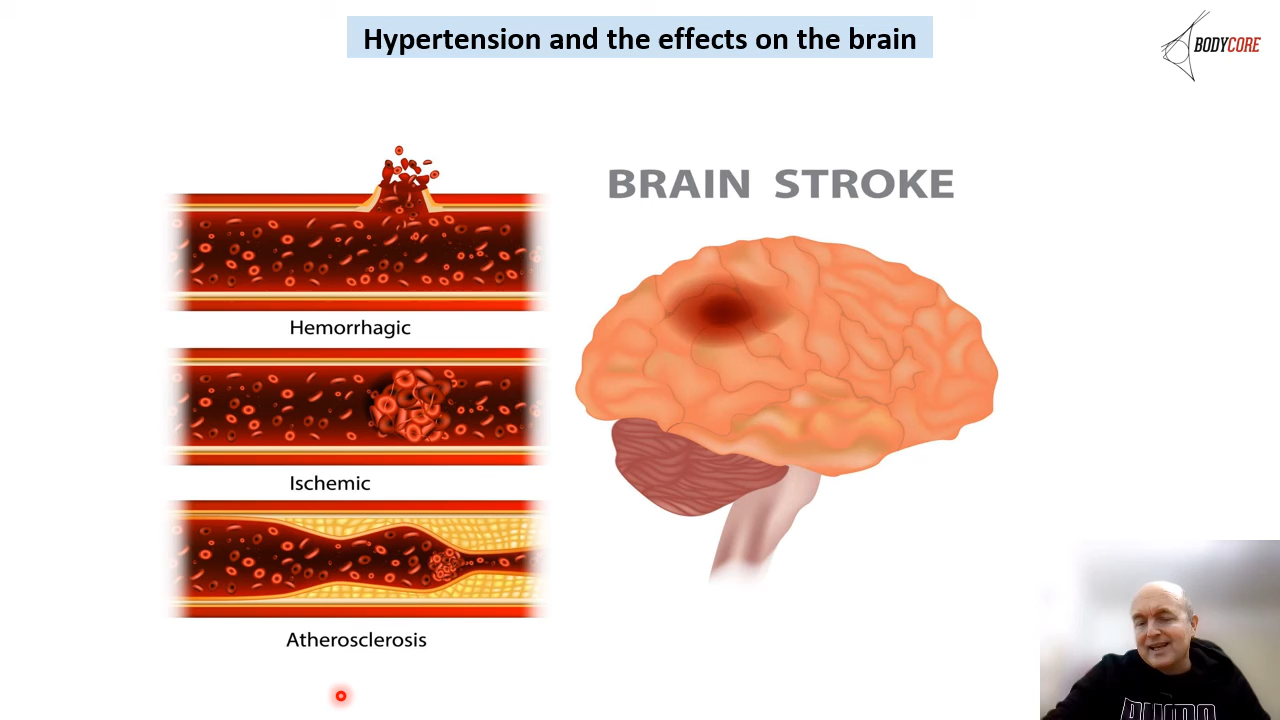 Hypertension and the effects on the brain
BODYCORE
BRAIN STROKE
Hemorrhagic
Ischemic
Atherosclerosis